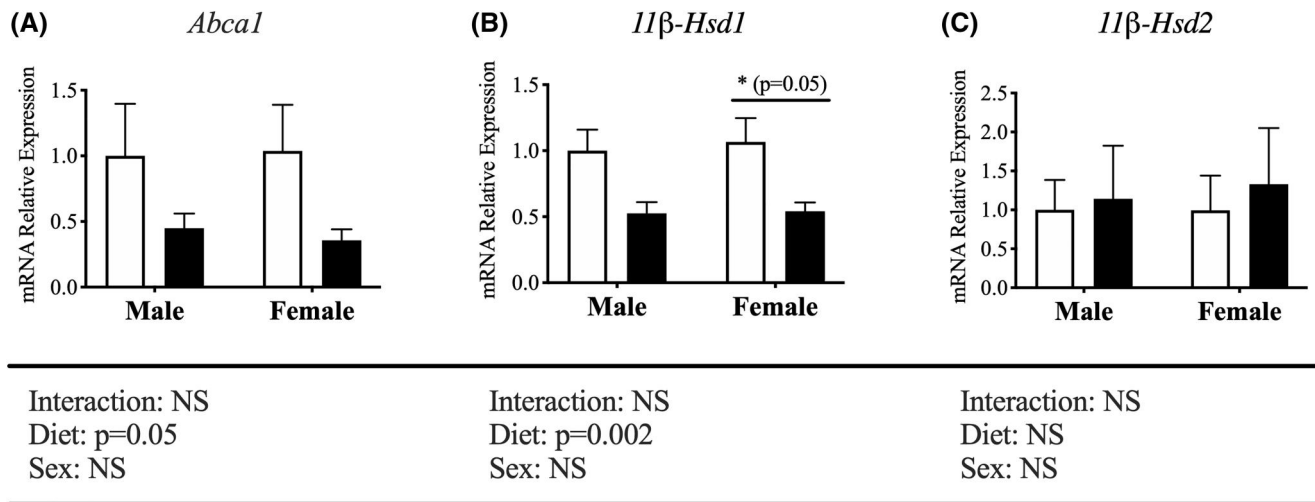 (A) Abca1
mRNA Relative Expression
1.5
1.0
0.5
0.0
Male Female
(B) 11β-Hsd1
mRNA Relative Expression
1.5
1.0
0.5
0.0
* (p=0.05)
Male Female
(C) 11β-Hsd2
mRNA Relative Expression
2.5
2.0
1.5
1.0
0.5
0.0
Male Female
Interaction: NS
Diet: p=0.05
Sex: NS
Interaction: NS
Diet: p=0.002
Sex: NS
Interaction: NS
Diet: NS
Sex: NS